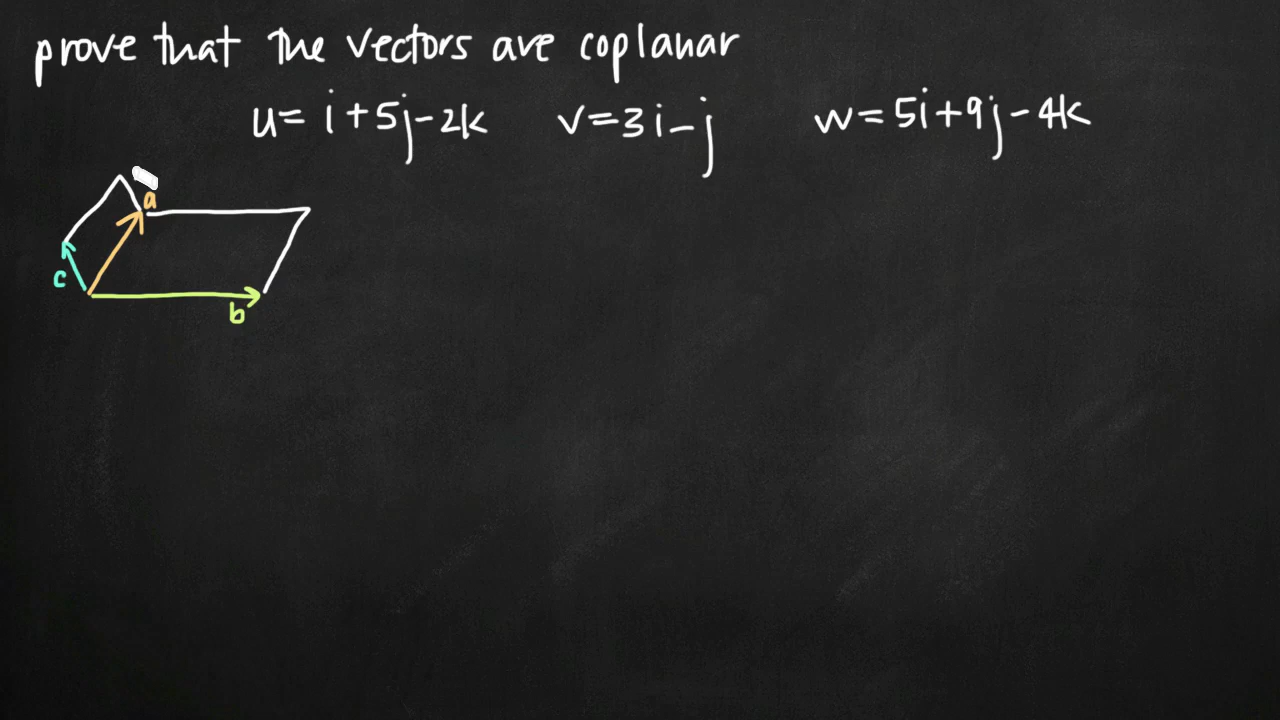 prove that the vectors are coplanar
u= i+5j-2k v=3i-j w=5i+9j-4k
a
c
b